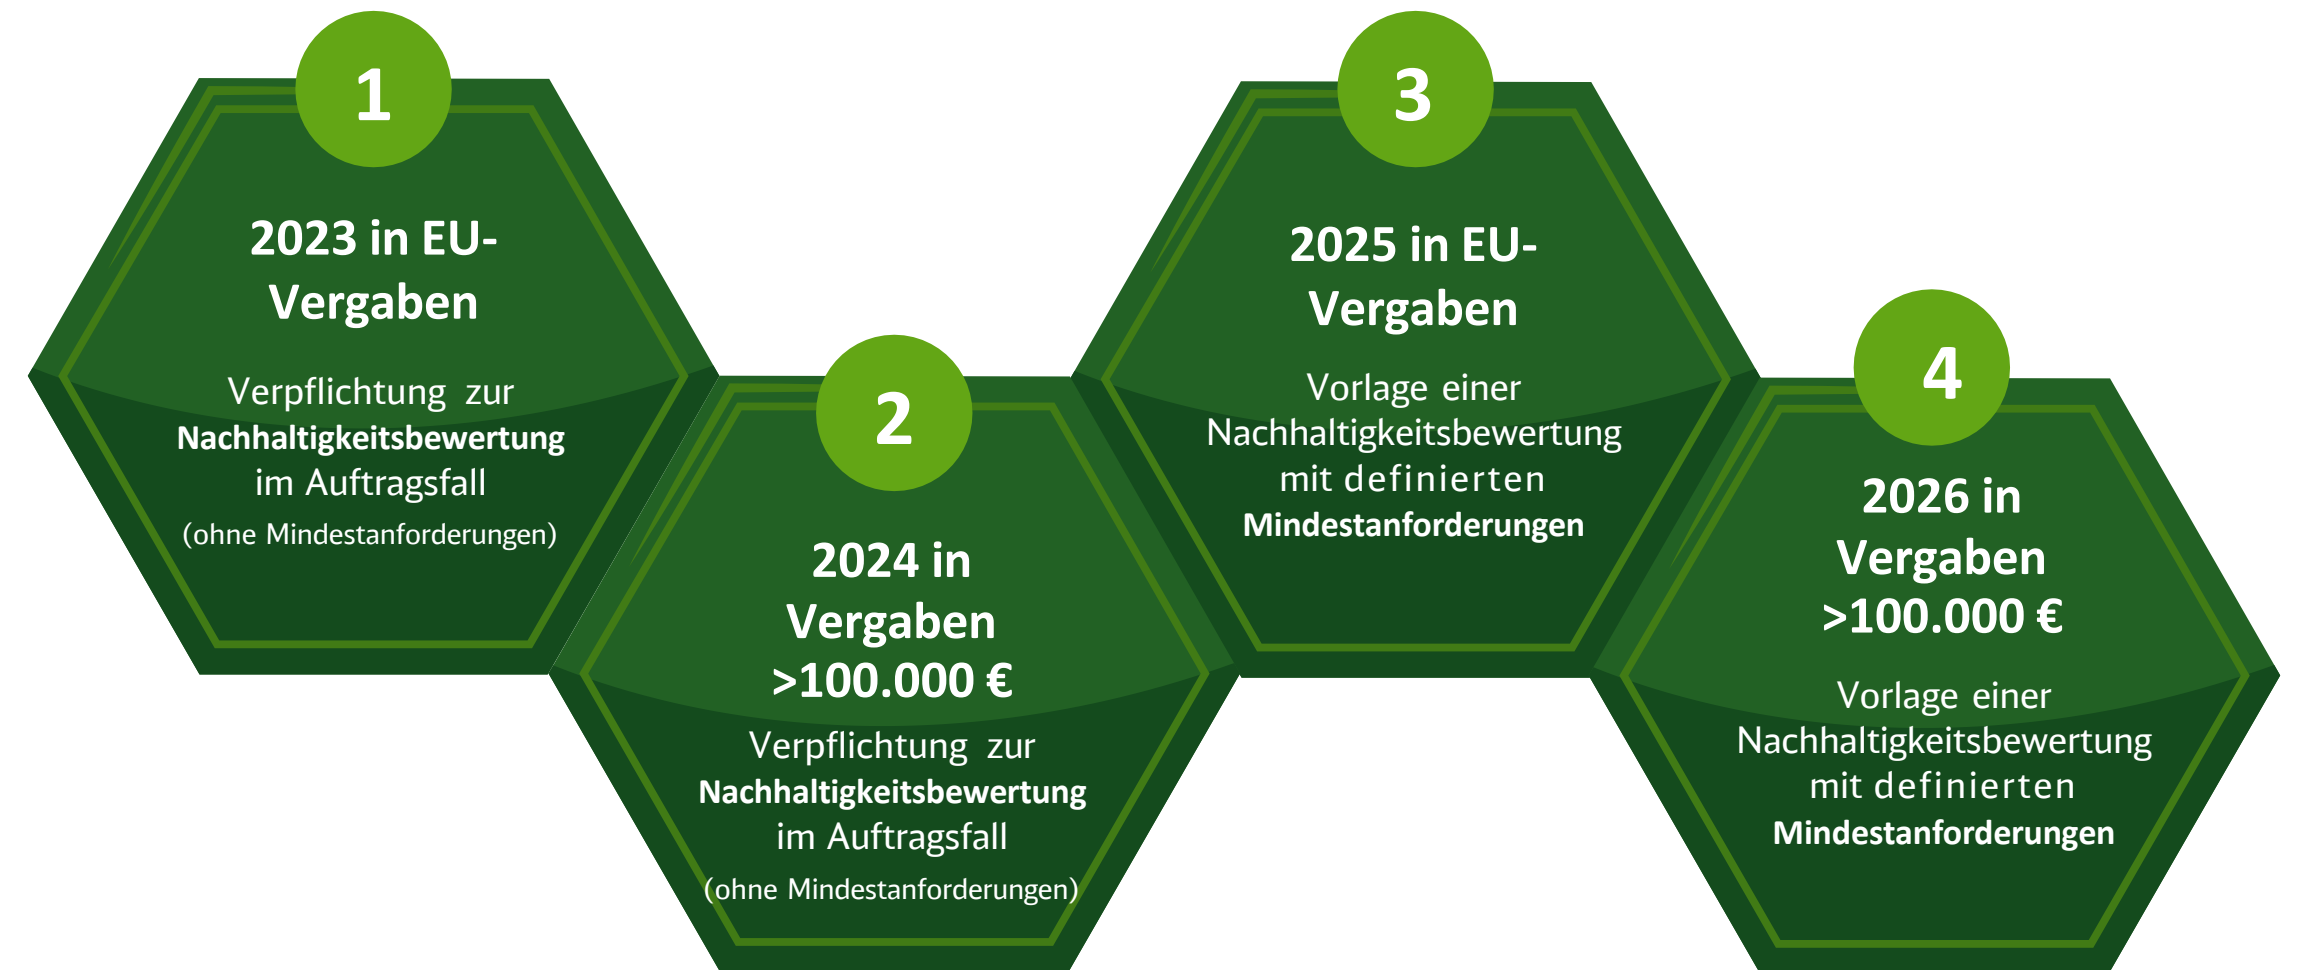 1
2023 in EU-
Vergaben
Verpflichtung zur
Nachhaltigkeitsbewertung
im Auftragsfall
(ohne Mindestanforderungen)
2
2024 in
Vergaben
>100.000 €
Verpflichtung zur
Nachhaltigkeitsbewertung
im Auftragsfall
(ohne Mindestanforderungen)
3
2025 in EU-
Vergaben
Vorlage einer
Nachhaltigkeitsbewertung
mit definierten
Mindestanforderungen
4
2026 in
Vergaben
>100.000 €
Vorlage einer
Nachhaltigkeitsbewertung
mit definierten
Mindestanforderungen